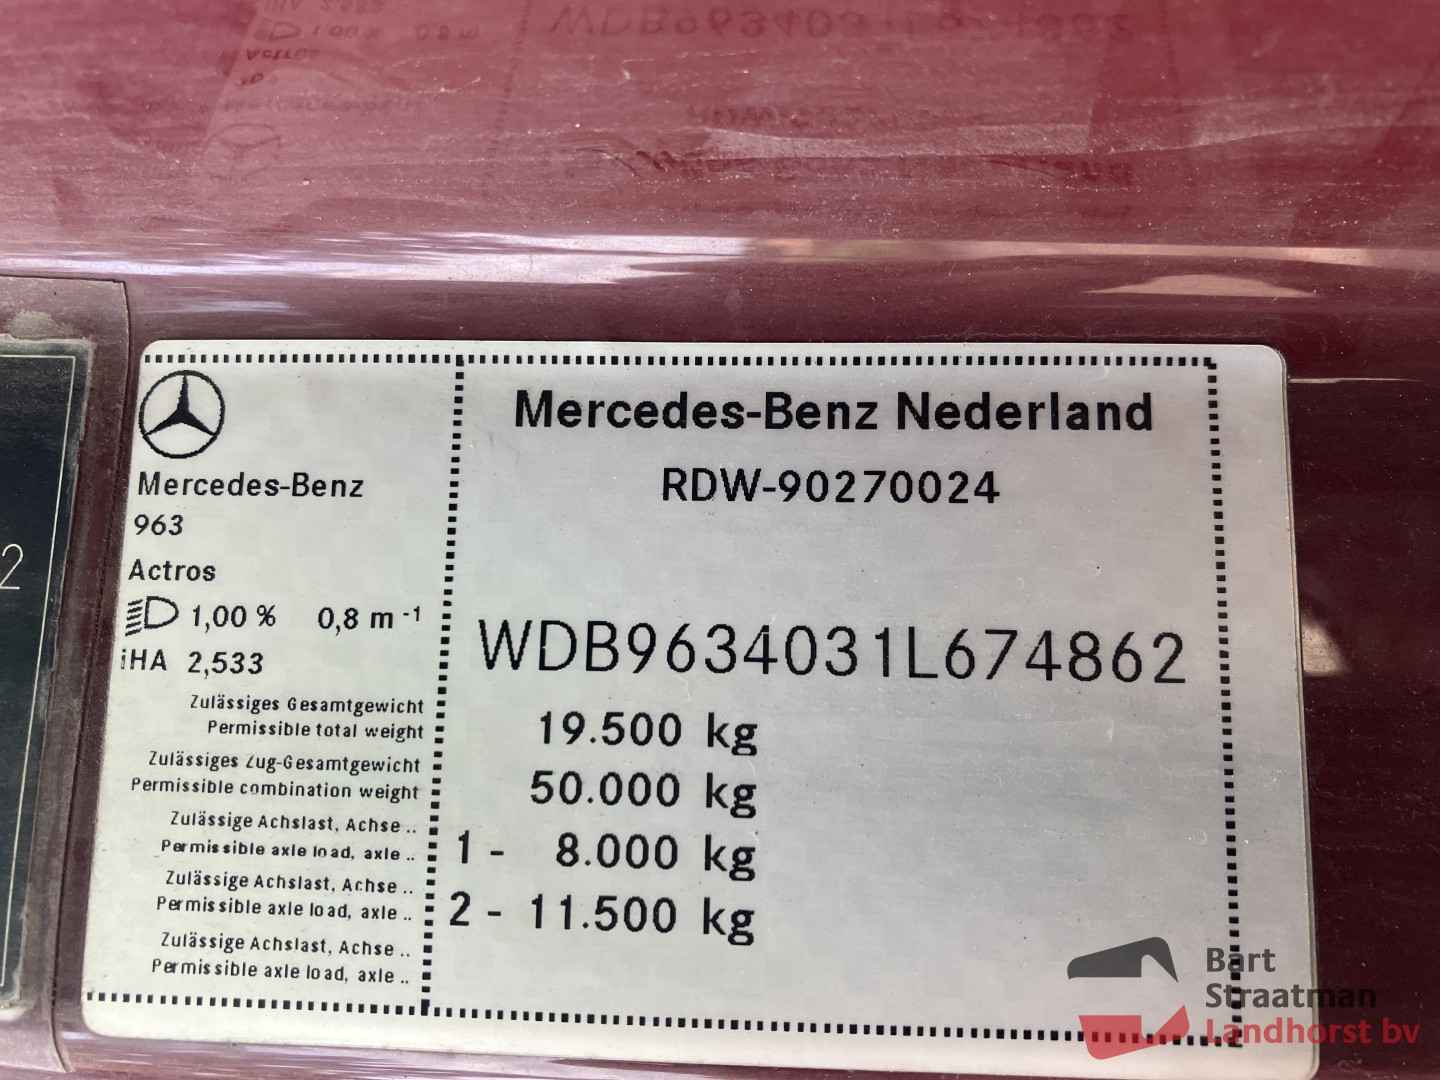 Mercedes-Benz
963
Actros
1,00 % 0,8 m -1
iHA 2,533
Mercedes-Benz Nederland
RDW-90270024
WDB9634031L674862
Zulässiges Gesamtgewicht
Permissible total weight
19.500 kg
Zulässiges Zug-Gesamtgewicht
Permissible combination weight
50.000 kg
Zulässige Achslast, Achse ..
Permissible axle load, axle ..
1 - 8.000 kg
Zulässige Achslast, Achse ..
Permissible axle load, axle ..
2 - 11.500 kg
Zulässige Achslast, Achse ..
Permissible axle load, axle ..
2
Bart
Straatman
Landhorst bv